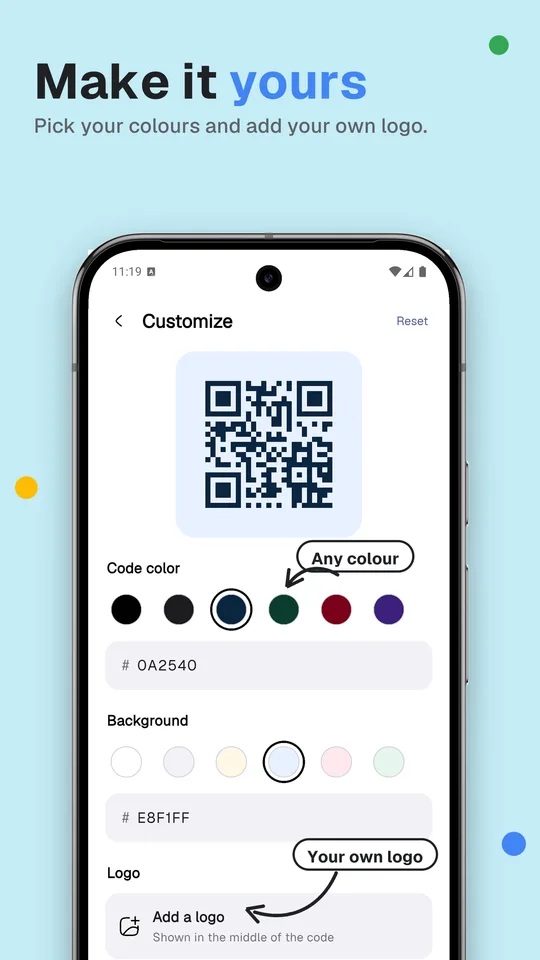 Make it yours
Pick your colours and add your own logo.
11:19
Customize
Reset
Any colour
Code color
# 0A2540
Background
# E8F1FF
Your own logo
Logo
Add a logo
Shown in the middle of the code